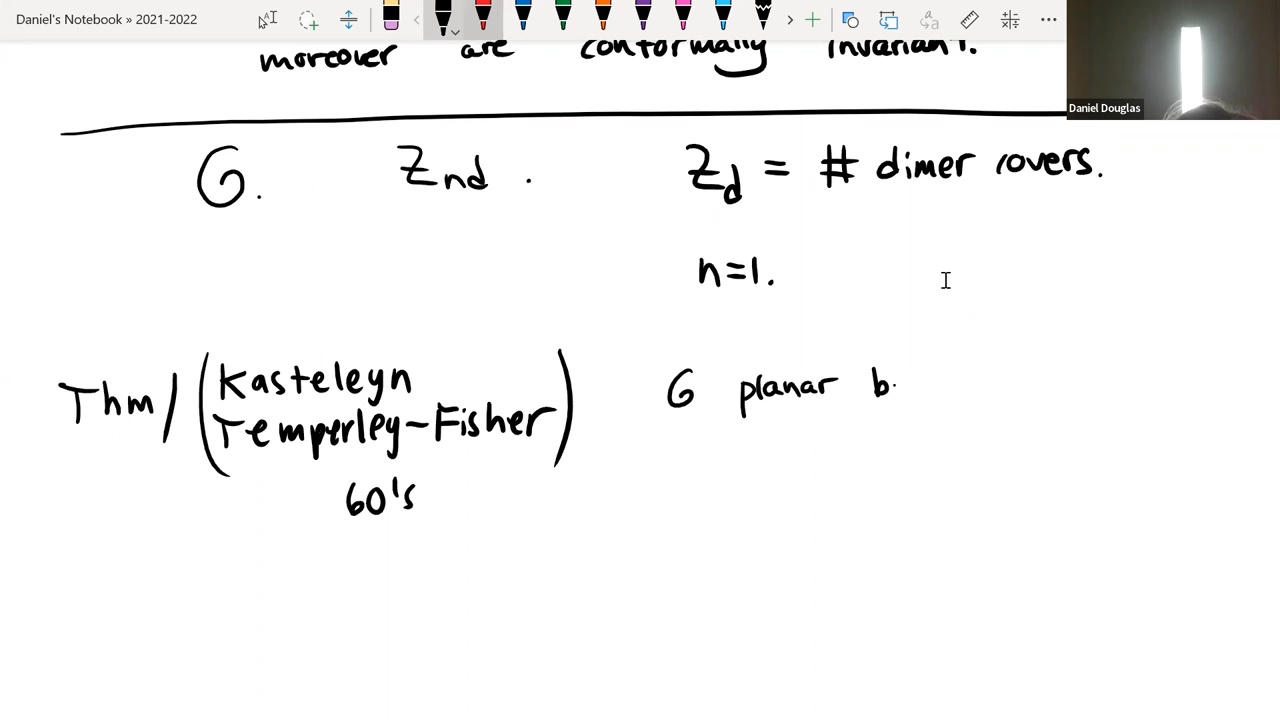 Daniel's Notebook » 2021-2022
moreover are conformally invariant.
Daniel Douglas
G. Znd . Zd = # dimer covers.
n=1.
Thm/(Kasteleyn
Temperley-Fisher) G planar b.
60's